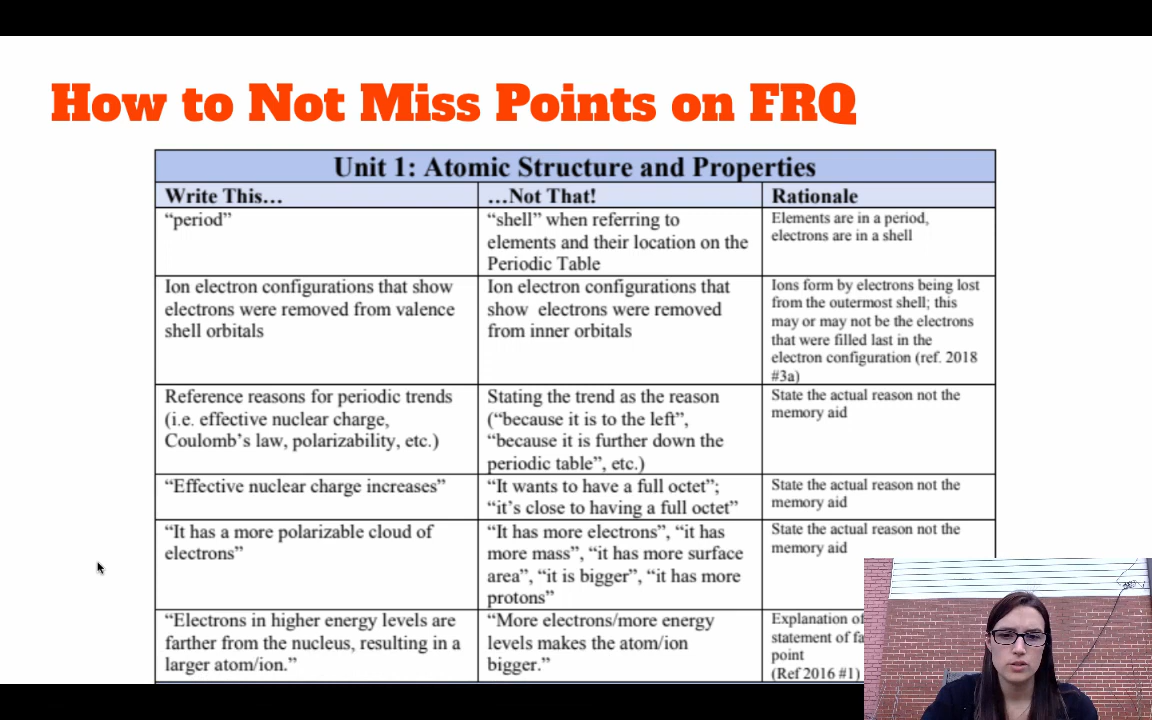 How to Not Miss Points on FRQ
Unit 1: Atomic Structure and Properties
Write This…
…Not That!
Rationale
“period”
“shell” when referring to
elements and their location on the
Periodic Table
Elements are in a period,
electrons are in a shell
Ion electron configurations that show
electrons were removed from valence
shell orbitals
Ion electron configurations that
show electrons were removed
from inner orbitals
Ions form by electrons being lost
from the outermost shell; this
may or may not be the electrons
that were filled last in the
electron configuration (ref. 2018
#3a)
Reference reasons for periodic trends
(i.e. effective nuclear charge,
Coulomb’s law, polarizability, etc.)
Stating the trend as the reason
(“because it is to the left”,
“because it is further down the
periodic table”, etc.)
State the actual reason not the
memory aid
“Effective nuclear charge increases”
“It wants to have a full octet”;
“it’s close to having a full octet”
State the actual reason not the
memory aid
“It has a more polarizable cloud of
electrons”
“It has more electrons”, “it has
more mass”, “it has more surface
area”, “it is bigger”, “it has more
protons”
State the actual reason not the
memory aid
“Electrons in higher energy levels are
farther from the nucleus, resulting in a
larger atom/ion.”
“More electrons/more energy
levels makes the atom/ion
bigger.”
Explanation of
statement of
point
(Ref 2016 #1)